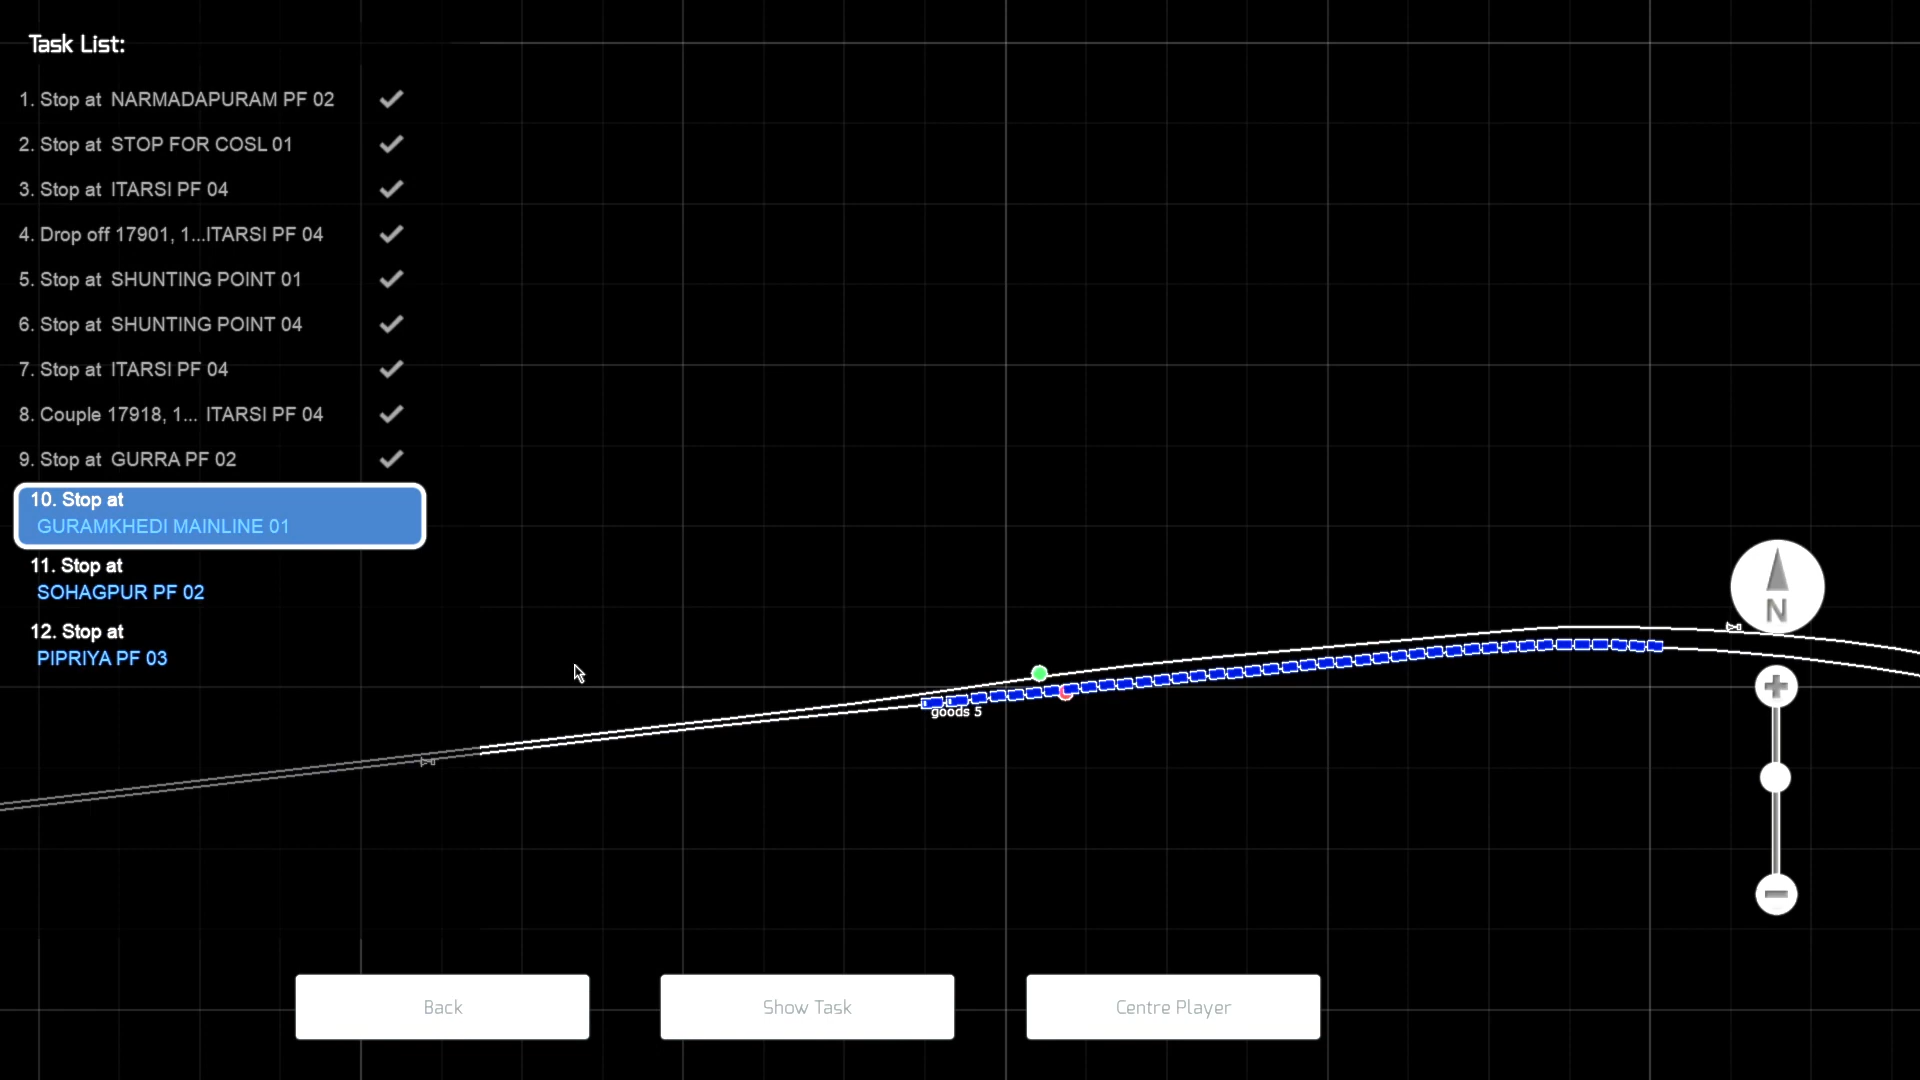 Task List:
1. Stop at NARMADAPURAM PF 02
2. Stop at STOP FOR COSL 01
3. Stop at ITARSI PF 04
4. Drop off 17901, 1...ITARSI PF 04
5. Stop at SHUNTING POINT 01
6. Stop at SHUNTING POINT 04
7. Stop at ITARSI PF 04
8. Couple 17918, 1... ITARSI PF 04
9. Stop at GURRA PF 02
10. Stop at
GURAMKHEDI MAINLINE 01
11. Stop at
SOHAGPUR PF 02
12. Stop at
PIPRIYA PF 03
goods 5
N
Back
Show Task
Centre Player